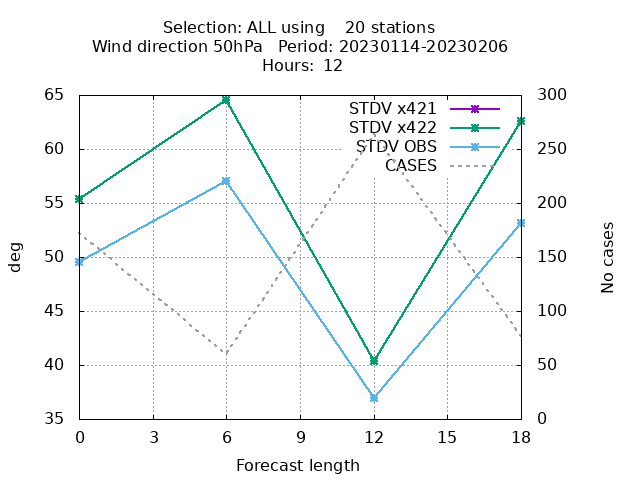 Selection: ALL using    20 stations
Wind direction 50hPa   Period: 20230114-20230206
Hours:  12
65
60
55
50
45
40
35
300
250
200
150
100
50
0
STDV x421
STDV x422
STDV OBS
CASES
deg
No cases
0 3 6 9 12 15 18
Forecast length